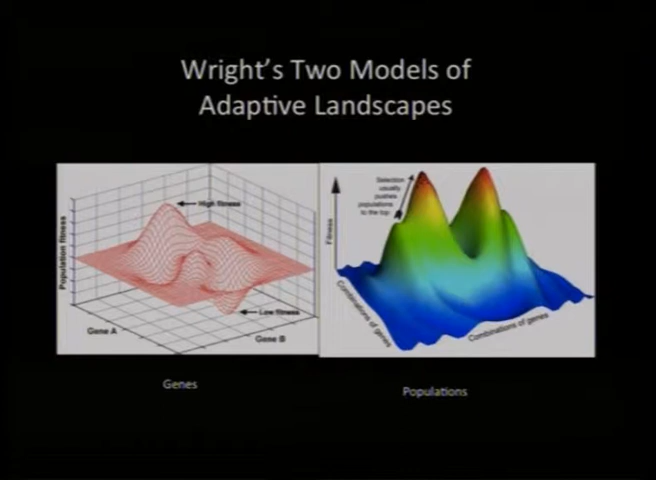 Wright's Two Models of
Adaptive Landscapes
Population fitness
High fitness
Low fitness
Gene A
Gene B
Genes
Selection
usually
pushes
populations
to the top
Fitness
Combinations of genes
Combinations of genes
Populations